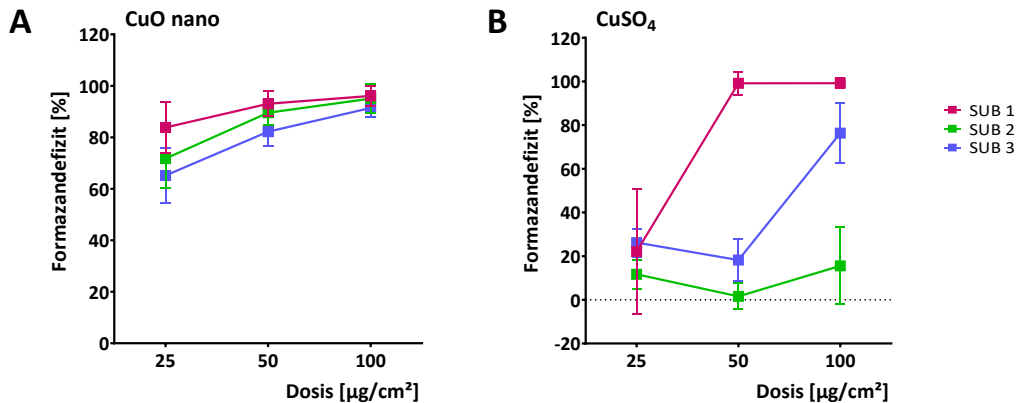 A
CuO nano
Formazandefizit [%]
120
100
80
60
40
20
0
25
50
100
Dosis [µg/cm²]
B
CuSO₄
Formazandefizit [%]
120
100
80
60
40
20
0
-20
25
50
100
Dosis [µg/cm²]
SUB 1
SUB 2
SUB 3